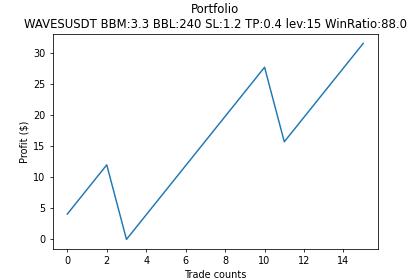 Portfolio
WAVESUSDT BBM:3.3 BBL:240 SL:1.2 TP:0.4 lev:15 WinRatio:88.0
30
25
20
15
10
5
0
Profit ($)
0 2 4 6 8 10 12 14
Trade counts